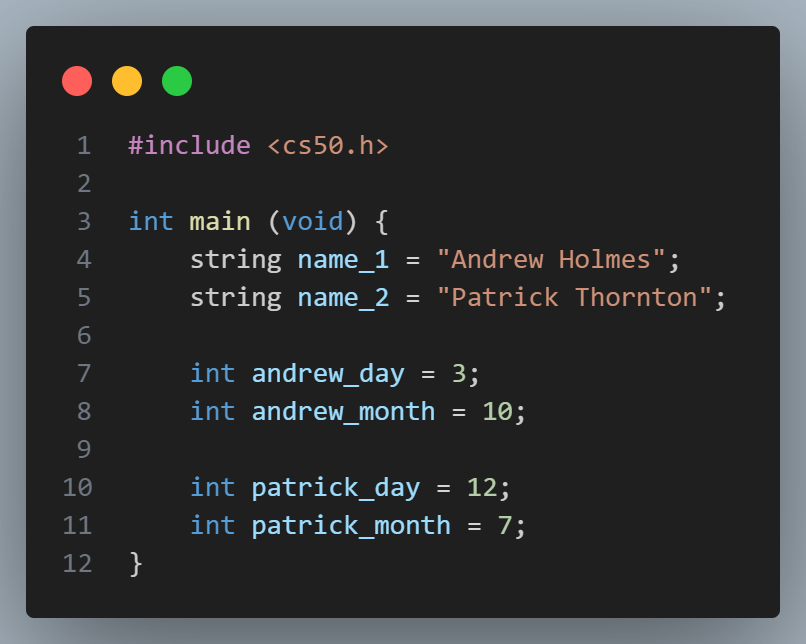 1 #include <cs50.h>
2
3 int main (void) {
4     string name_1 = "Andrew Holmes";
5     string name_2 = "Patrick Thornton";
6
7     int andrew_day = 3;
8     int andrew_month = 10;
9
10     int patrick_day = 12;
11     int patrick_month = 7;
12 }